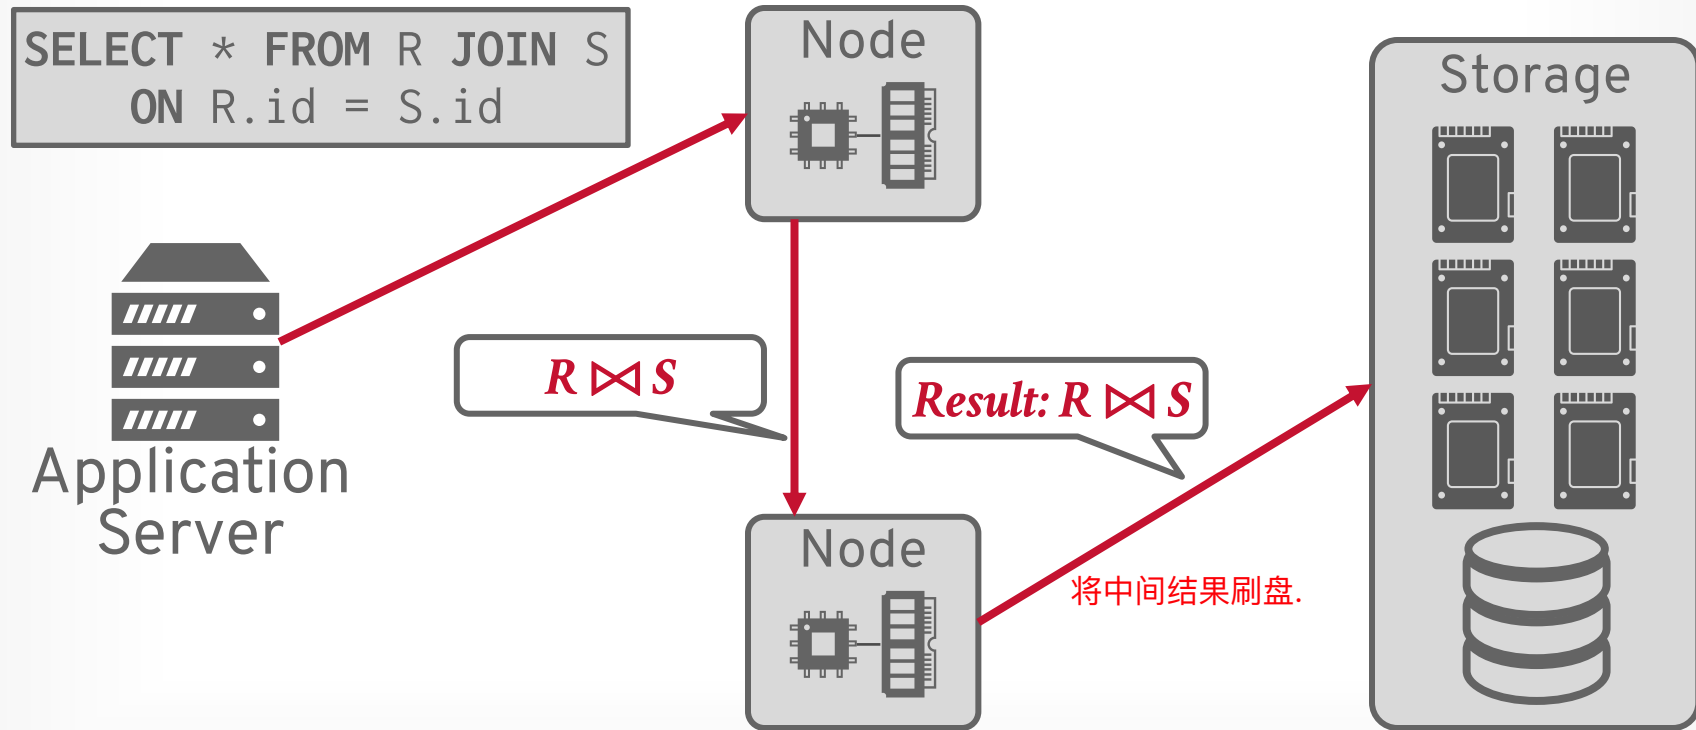 SELECT * FROM R JOIN S
ON R.id = S.id
Node
Storage
Application
Server
R ⋈ S
Result: R ⋈ S
Node
将中间结果刷盘.